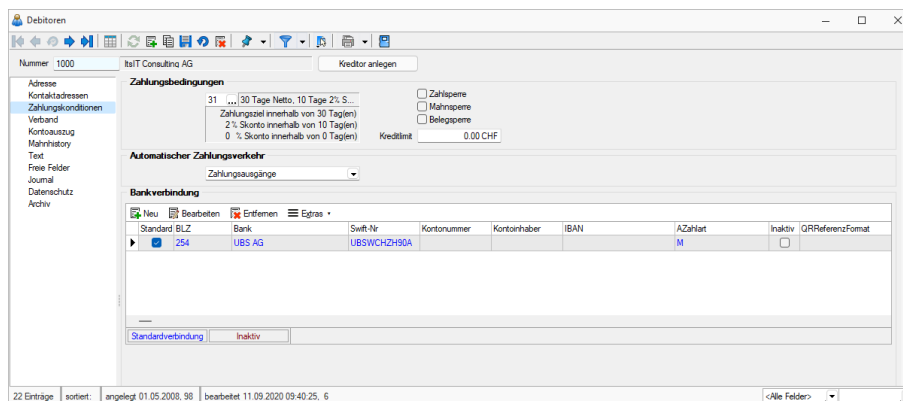 Debitoren
Nummer 1000 ItsIT Consulting AG Kreditor anlegen
Adresse
Kontaktadressen
Zahlungskonditionen
Verband
Kontoauszug
Mahnhistory
Text
Freie Felder
Journal
Datenschutz
Archiv
Zahlungsbedingungen
31 ... 30 Tage Netto, 10 Tage 2% S...
Zahlungsziel innerhalb von 30 Tag(en)
2 % Skonto innerhalb von 10 Tag(en)
0 % Skonto innerhalb von 0 Tag(en)
Zahlsperre
Mahnsperre
Belegsperre
Kreditlimit 0.00 CHF
Automatischer Zahlungsverkehr
Zahlungsausgänge
Bankverbindung
Neu Bearbeiten Entfernen Extras
Standard BLZ Bank Swift-Nr Kontonummer Kontoinhaber IBAN AZahlart Inaktiv QRReferenzFormat
254 UBS AG UBSWCHZH90A M
Standardverbindung Inaktiv
22 Einträge sortiert: angelegt 01.05.2008, 98 bearbeitet 11.09.2020 09:40:25, 6 <Alle Felder>